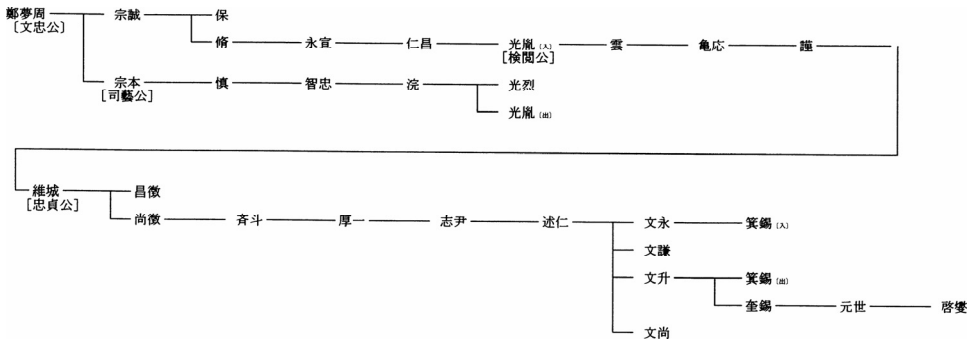 鄭夢周 宗誠 保
[文忠公]
脩 永宣 仁昌 光胤〔入〕 雲 亀応 謹
[検閲公]
宗本 慎 智忠 浣 光烈
[司藝公]
光胤〔出〕
維城 昌徴
[忠貞公]
尚徴 斉斗 厚一 志尹 述仁 文永 箕錫〔入〕
文謙
文升 箕錫〔出〕
奎錫 元世 啓燮
文尚